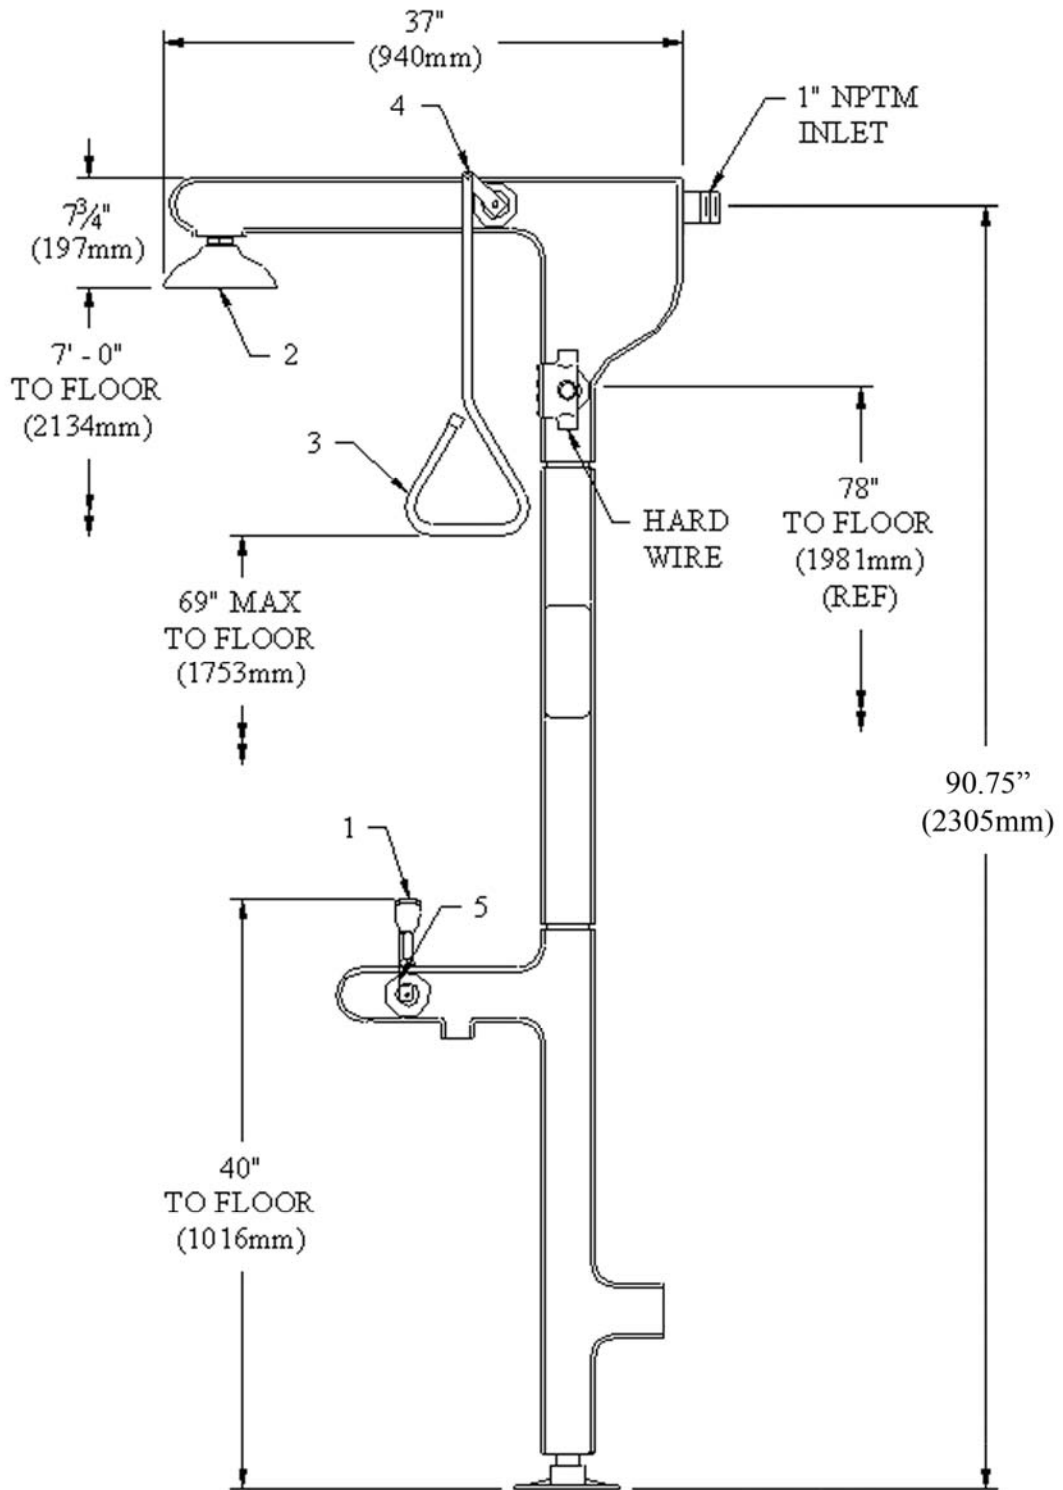 37"
(940mm)
4
1" NPTM
INLET
7¾"
(197mm)
2
7' - 0"
TO FLOOR
(2134mm)
3
HARD
WIRE
78"
TO FLOOR
(1981mm)
(REF)
69" MAX
TO FLOOR
(1753mm)
90.75”
(2305mm)
1
5
40"
TO FLOOR
(1016mm)